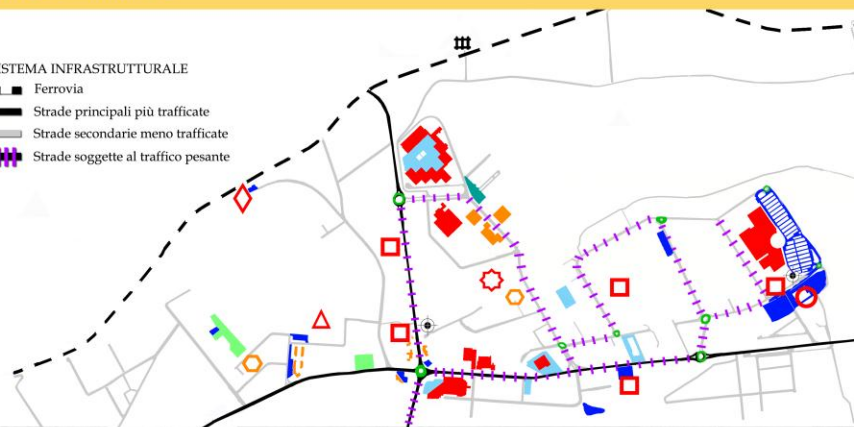 ISTEMA INFRASTRUTTURALE
Ferrovia
Strade principali più trafficate
Strade secondarie meno trafficate
Strade soggette al traffico pesante